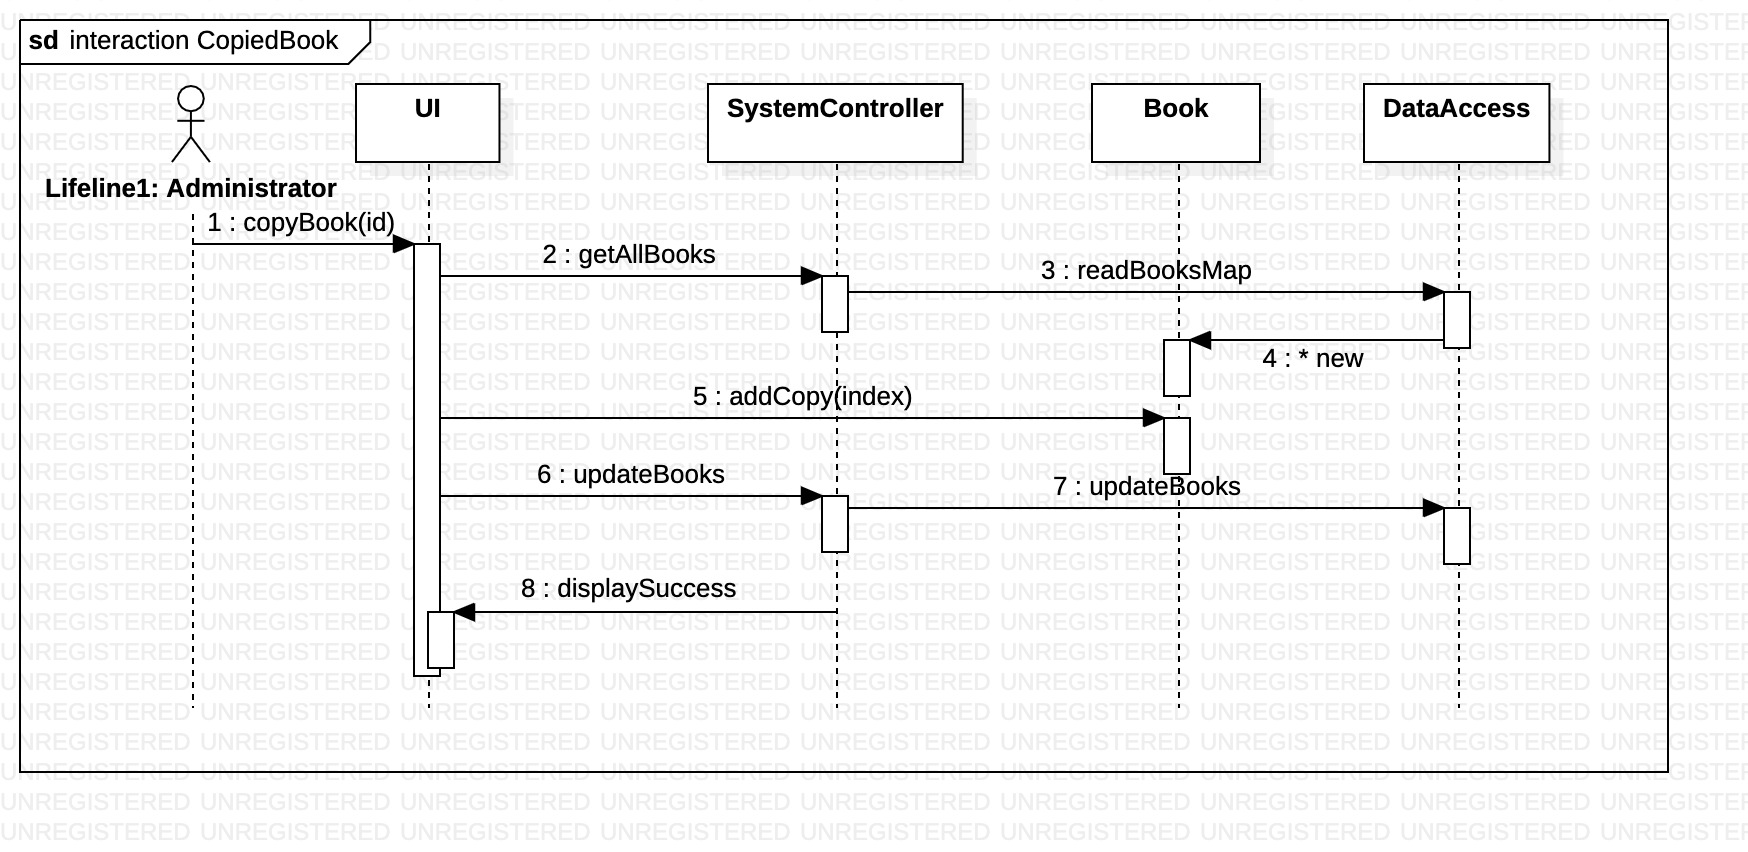 sd interaction CopiedBook
UI
SystemController
Book
DataAccess
Lifeline1: Administrator
1 : copyBook(id)
2 : getAllBooks
3 : readBooksMap
4 : * new
5 : addCopy(index)
6 : updateBooks
7 : updateBooks
8 : displaySuccess
UNREGISTERED